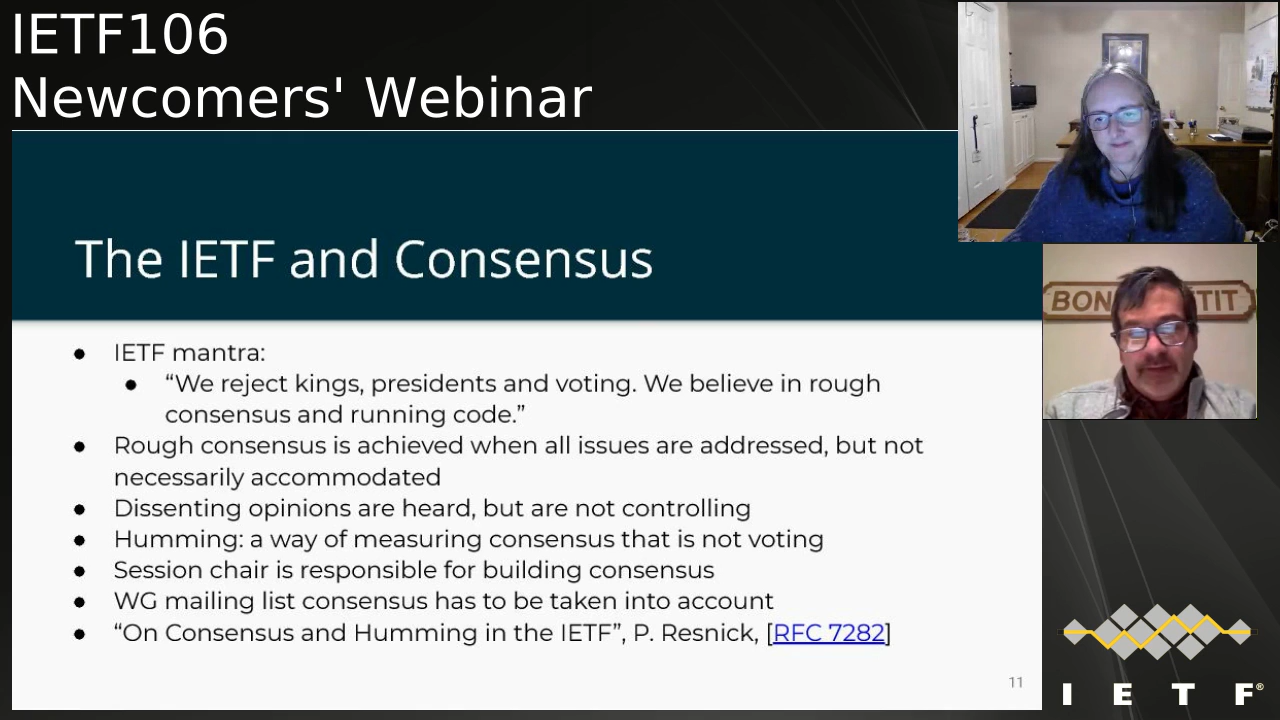 IETF106
Newcomers' Webinar
The IETF and Consensus
● IETF mantra:
● “We reject kings, presidents and voting. We believe in rough
consensus and running code.”
● Rough consensus is achieved when all issues are addressed, but not
necessarily accommodated
● Dissenting opinions are heard, but are not controlling
● Humming: a way of measuring consensus that is not voting
● Session chair is responsible for building consensus
● WG mailing list consensus has to be taken into account
● “On Consensus and Humming in the IETF”, P. Resnick, [RFC 7282]
11
BON
TIT
I E T F®